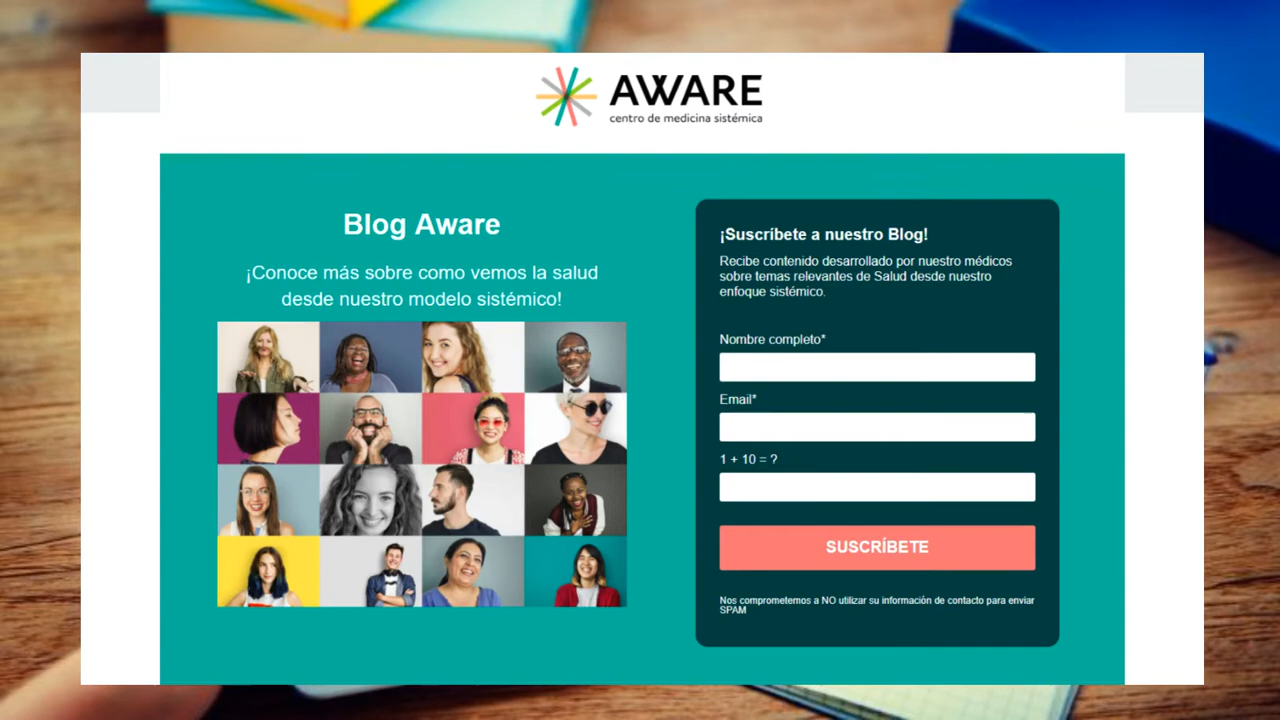 AWARE
centro de medicina sistémica
Blog Aware
¡Conoce más sobre como vemos la salud
desde nuestro modelo sistémico!
¡Suscríbete a nuestro Blog!
Recibe contenido desarrollado por nuestro médicos
sobre temas relevantes de Salud desde nuestro
enfoque sistémico.
Nombre completo*
Email*
1 + 10 = ?
SUSCRÍBETE
Nos comprometemos a NO utilizar su información de contacto para enviar
SPAM